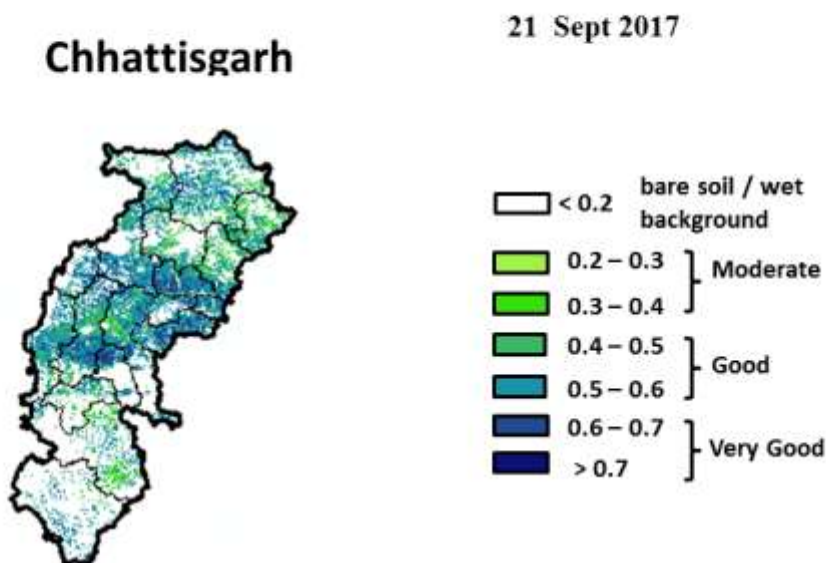 21 Sept 2017
Chhattisgarh
< 0.2 bare soil / wet
background
0.2 – 0.3
Moderate
0.3 – 0.4
0.4 – 0.5
Good
0.5 – 0.6
0.6 – 0.7
Very Good
> 0.7